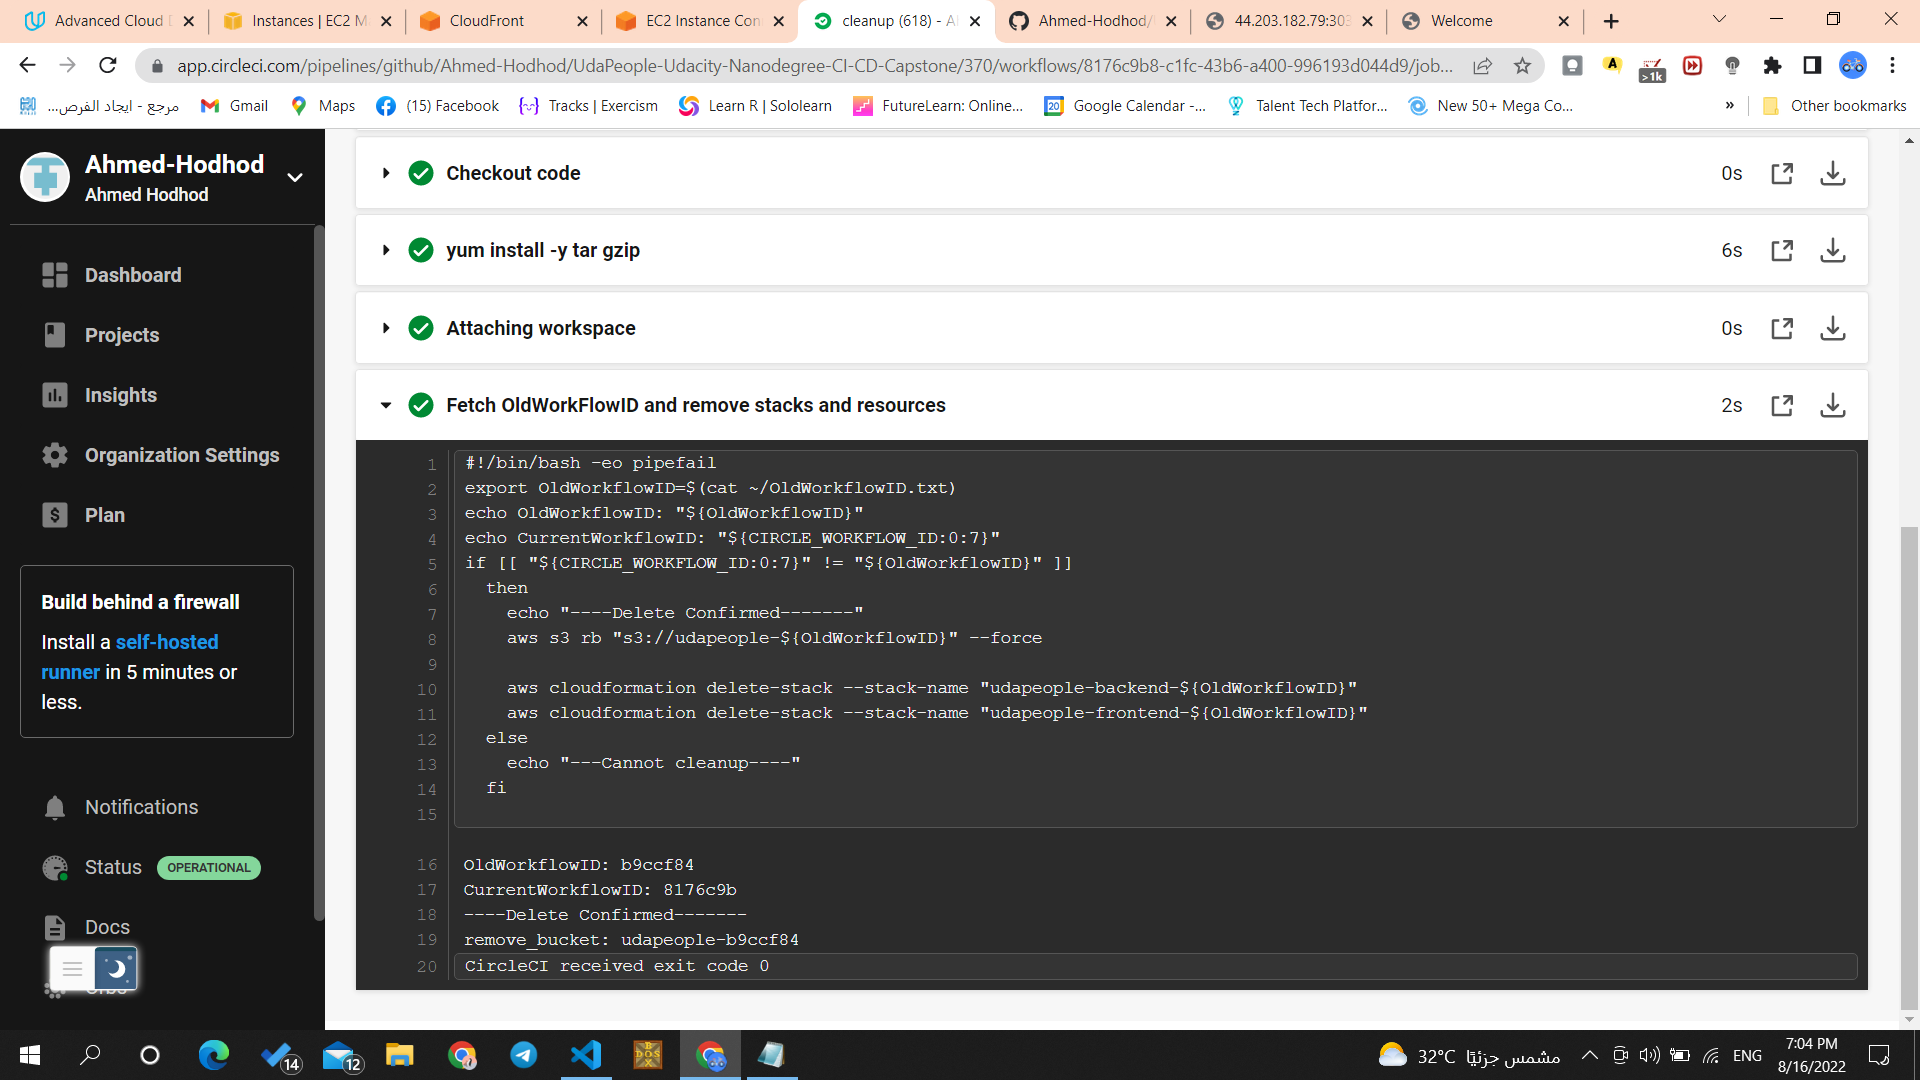 Advanced Cloud D
Instances | EC2 M
CloudFront
EC2 Instance Con
cleanup (618) - A
Ahmed-Hodhod/
44.203.182.79:303
Welcome
app.circleci.com/pipelines/github/Ahmed-Hodhod/UdaPeople-Udacity-Nanodegree-CI-CD-Capstone/370/workflows/8176c9b8-c1fc-43b6-a400-996193d044d9/job...
>1k
مرجع - ايجاد الفرص...
Gmail
Maps
(15) Facebook
Tracks | Exercism
Learn R | Sololearn
FutureLearn: Online...
Google Calendar -...
Talent Tech Platfor...
New 50+ Mega Co...
»
Other bookmarks
Ahmed-Hodhod
Ahmed Hodhod
Dashboard
Projects
Insights
Organization Settings
Plan
Build behind a firewall
Install a self-hosted
runner in 5 minutes or
less.
Notifications
Status OPERATIONAL
Docs
Checkout code 0s
yum install -y tar gzip 6s
Attaching workspace 0s
Fetch OldWorkFlowID and remove stacks and resources 2s
1 #!/bin/bash -eo pipefail
2 export OldWorkflowID=$(cat ~/OldWorkflowID.txt)
3 echo OldWorkflowID: "${OldWorkflowID}"
4 echo CurrentWorkflowID: "${CIRCLE_WORKFLOW_ID:0:7}"
5 if [[ "${CIRCLE_WORKFLOW_ID:0:7}" != "${OldWorkflowID}" ]]
6 then
7 echo "----Delete Confirmed-------"
8 aws s3 rb "s3://udapeople-${OldWorkflowID}" --force
9
10 aws cloudformation delete-stack --stack-name "udapeople-backend-${OldWorkflowID}"
11 aws cloudformation delete-stack --stack-name "udapeople-frontend-${OldWorkflowID}"
12 else
13 echo "---Cannot cleanup----"
14 fi
15
16 OldWorkflowID: b9ccf84
17 CurrentWorkflowID: 8176c9b
18 ----Delete Confirmed-------
19 remove_bucket: udapeople-b9ccf84
20 CircleCI received exit code 0
14
12
32°C مشمس جزئيًا
ENG
7:04 PM
8/16/2022